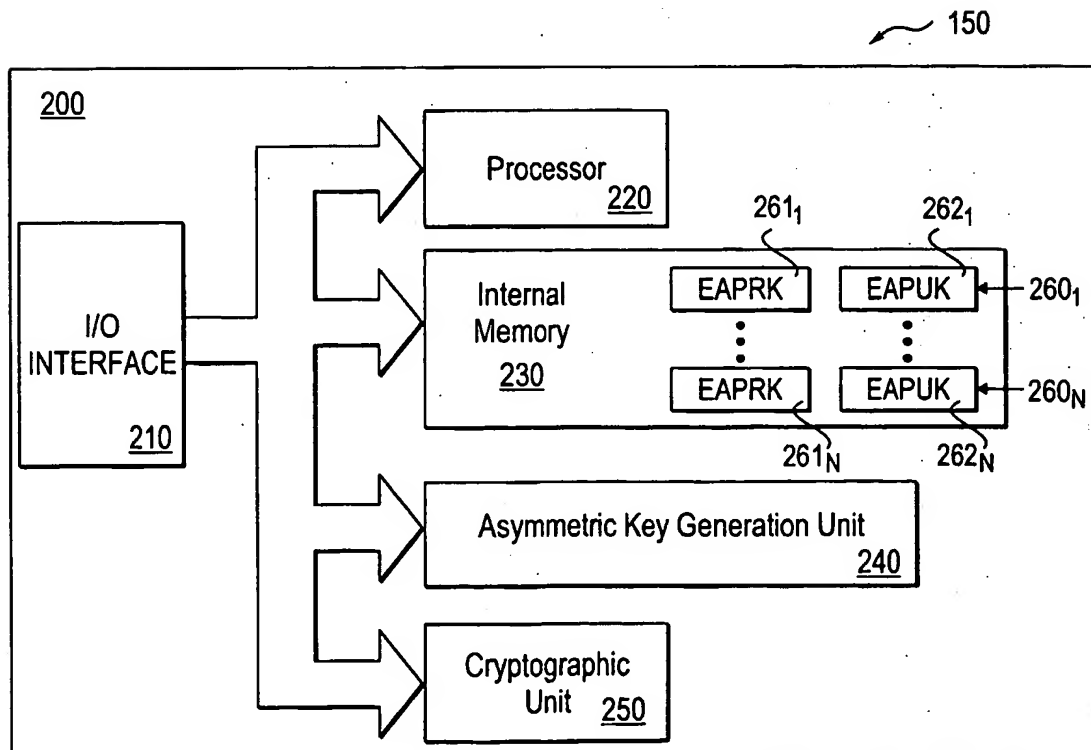 150
200
Processor
220
I/O
INTERFACE
210
Internal
Memory
230
261₁
262₁
EAPRK
EAPUK
260₁
EAPRK
EAPUK
260N
261N
262N
Asymmetric Key Generation Unit
240
Cryptographic
Unit
250